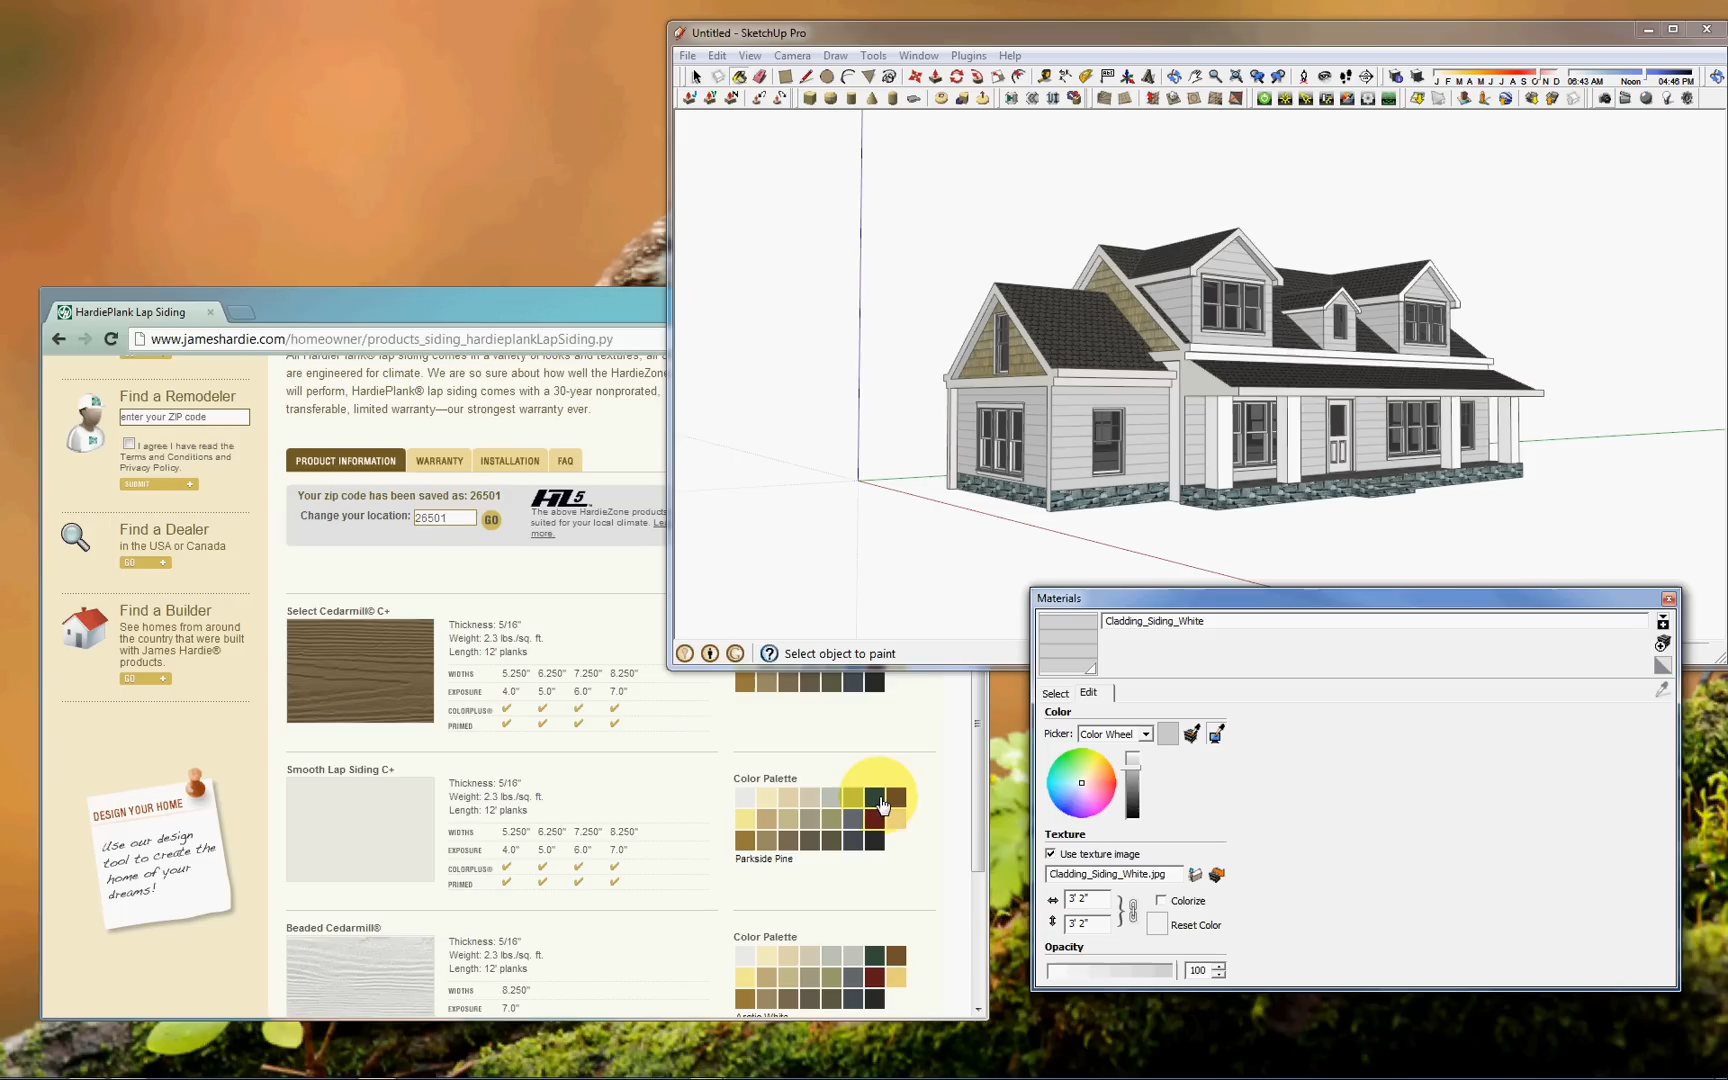 Untitled - SketchUp Pro
File Edit View Camera Draw Tools Window Plugins Help
J F M A M J J A S O N D 06:43 AM Noon 04:46 PM
HardiePlank Lap Siding
www.jameshardie.com/homeowner/products_siding_hardieplankLapSiding.py
Find a Remodeler
enter your ZIP code
I agree I have read the
Terms and Conditions and
Privacy Policy.
SUBMIT +
Find a Dealer
in the USA or Canada
GO +
Find a Builder
See homes from around
the country that were built
with James Hardie®
products.
GO +
DESIGN YOUR HOME
Use our design
tool to create the
home of your
dreams!
are engineered for climate. We are so sure about how well the HardieZone
will perform, HardiePlank® lap siding comes with a 30-year nonprorated,
transferable, limited warranty—our strongest warranty ever.
PRODUCT INFORMATION WARRANTY INSTALLATION FAQ
Your zip code has been saved as: 26501
Change your location: 26501 GO
HZ5
The above HardieZone products
suited for your local climate.
more.
Select Cedarmill® C+
Thickness: 5/16"
Weight: 2.3 lbs./sq. ft.
Length: 12' planks
WIDTHS 5.250" 6.250" 7.250" 8.250"
EXPOSURE 4.0" 5.0" 6.0" 7.0"
COLORPLUS®
PRIMED
Smooth Lap Siding C+
Thickness: 5/16"
Weight: 2.3 lbs./sq. ft.
Length: 12' planks
WIDTHS 5.250" 6.250" 7.250" 8.250"
EXPOSURE 4.0" 5.0" 6.0" 7.0"
COLORPLUS®
PRIMED
Color Palette
Parkside Pine
Beaded Cedarmill®
Thickness: 5/16"
Weight: 2.3 lbs./sq. ft.
Length: 12' planks
WIDTHS 8.250"
EXPOSURE 7.0"
Color Palette
Arctic White
Select object to paint
Materials
Cladding_Siding_White
Select Edit
Color
Picker: Color Wheel
Texture
Use texture image
Cladding_Siding_White.jpg
3' 2"
Colorize
3' 2"
Reset Color
Opacity
100